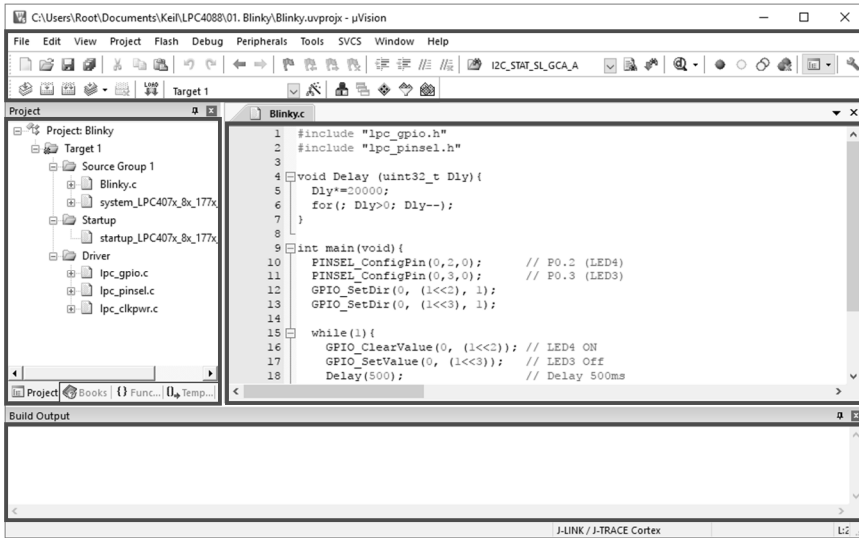 C:\Users\Root\Documents\Keil\LPC4088\01. Blinky\Blinky.uvprojx - µVision
File Edit View Project Flash Debug Peripherals Tools SVCS Window Help
I2C_STAT_SL_GCA_A
LOAD Target 1
Project
Project: Blinky
Target 1
Source Group 1
Blinky.c
system_LPC407x_8x_177x_
Startup
startup_LPC407x_8x_177x_
Driver
lpc_gpio.c
lpc_pinsel.c
lpc_clkpwr.c
Project Books {} Func... Temp...
Blinky.c
1 #include "lpc_gpio.h"
2 #include "lpc_pinsel.h"
3
4 void Delay (uint32_t Dly){
5 Dly*=20000;
6 for(; Dly>0; Dly--);
7 }
8
9 int main(void){
10 PINSEL_ConfigPin(0,2,0); // P0.2 (LED4)
11 PINSEL_ConfigPin(0,3,0); // P0.3 (LED3)
12 GPIO_SetDir(0, (1<<2), 1);
13 GPIO_SetDir(0, (1<<3), 1);
14
15 while(1){
16 GPIO_ClearValue(0, (1<<2)); // LED4 ON
17 GPIO_SetValue(0, (1<<3)); // LED3 Off
18 Delay(500); // Delay 500ms
Build Output
J-LINK / J-TRACE Cortex
L:2